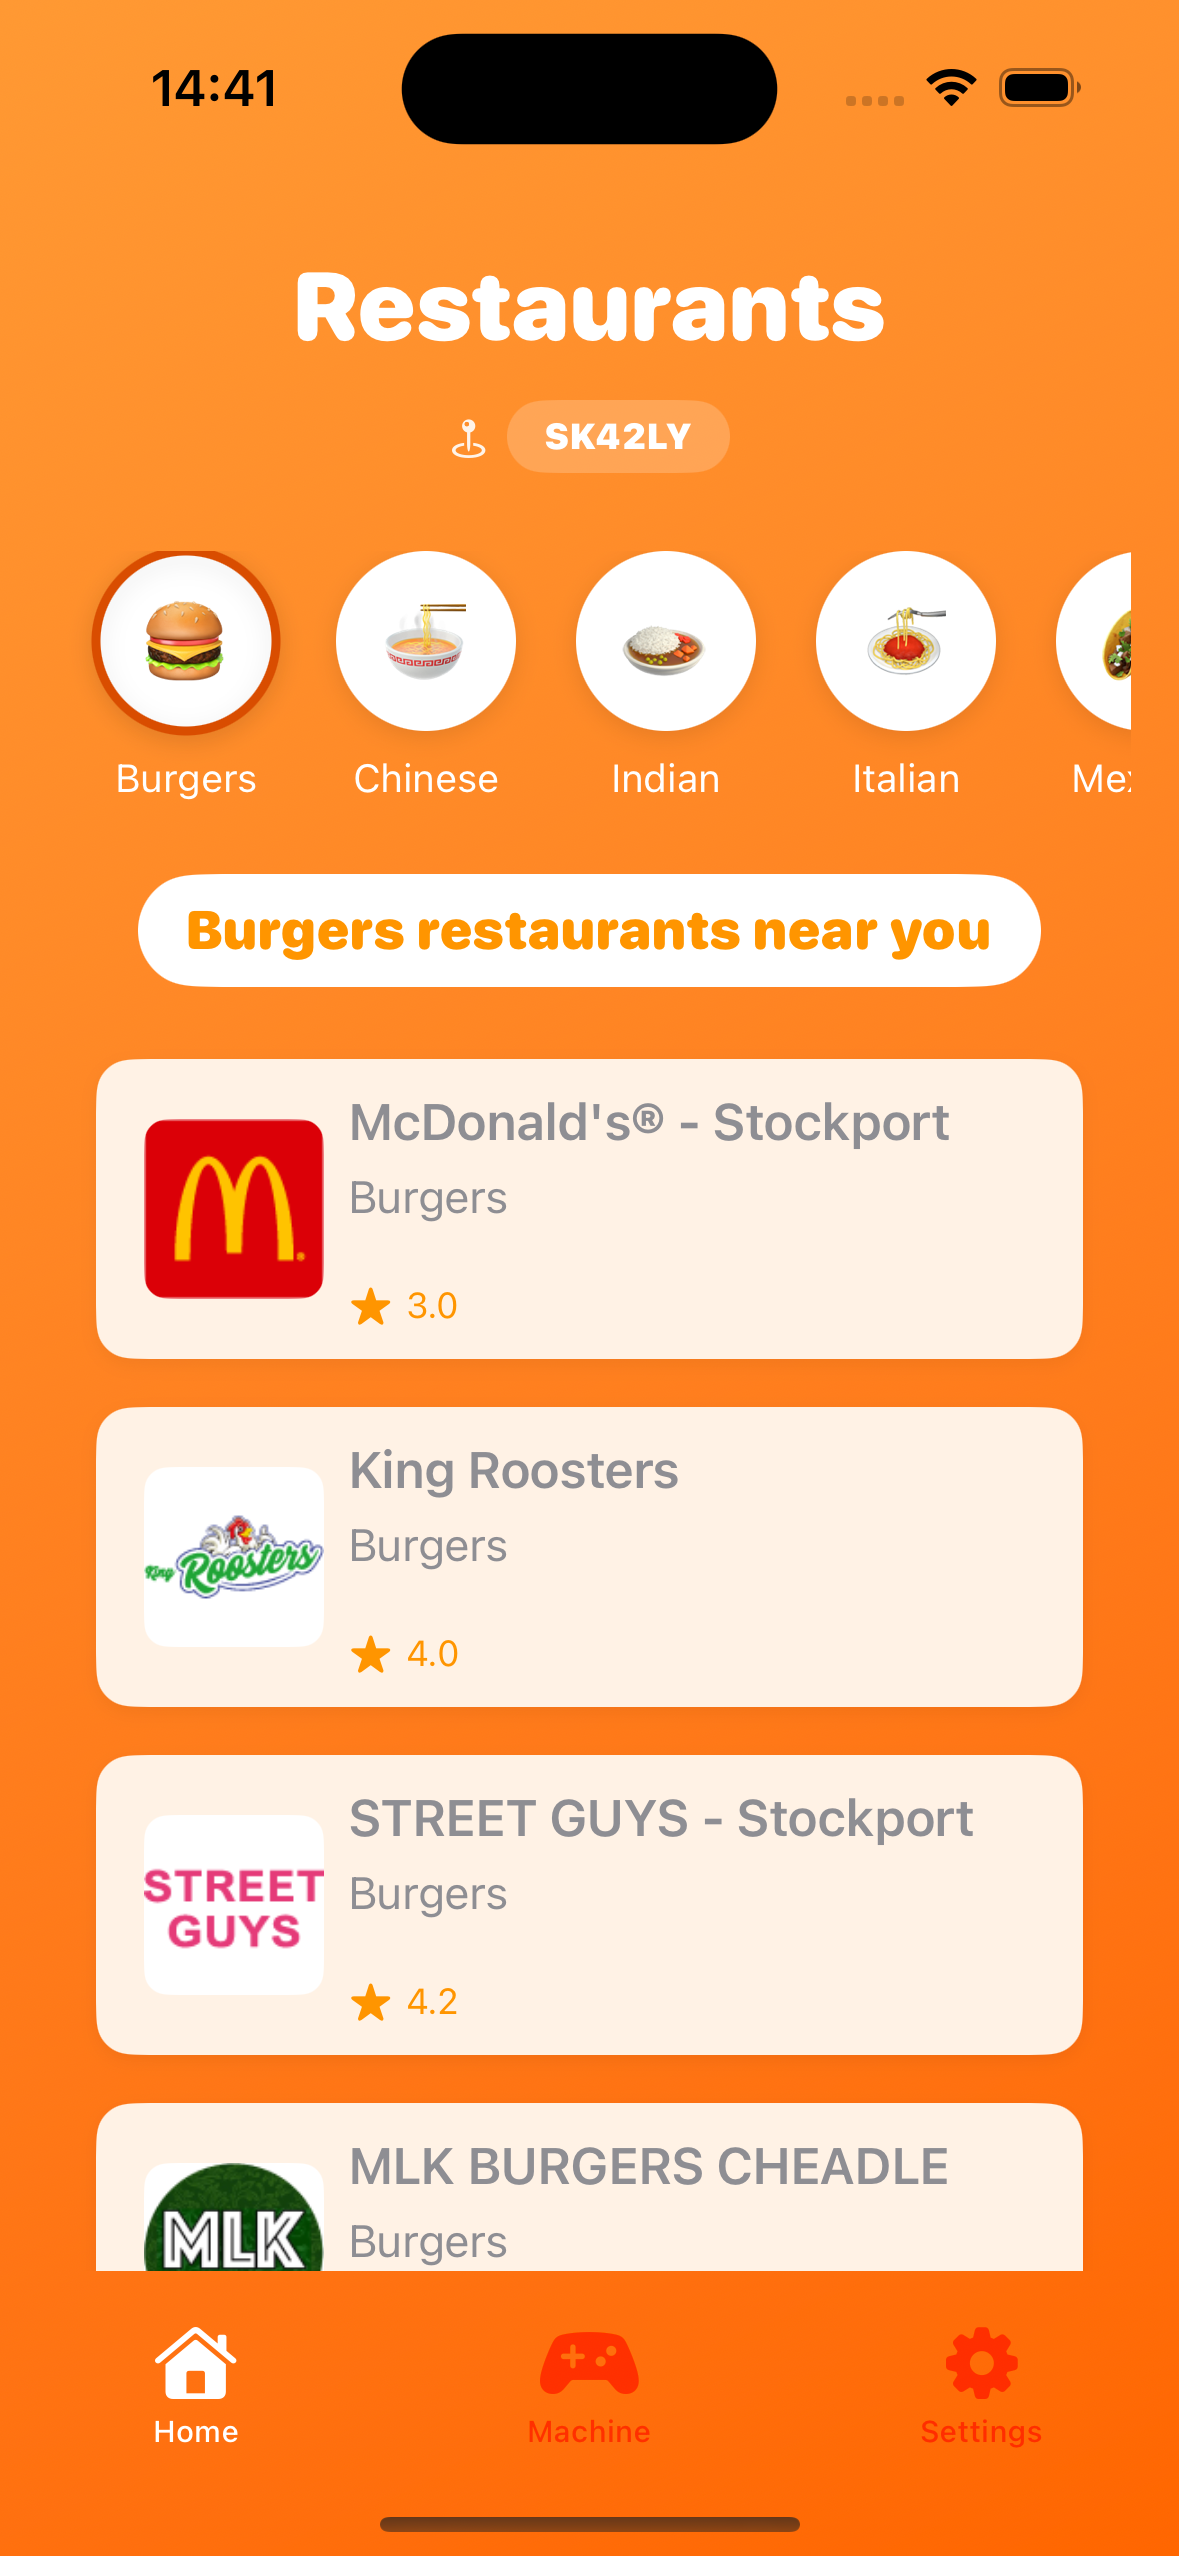 14:41
Restaurants
SK42LY
Burgers
Chinese
Indian
Italian
Burgers restaurants near you
McDonald's® - Stockport
Burgers
3.0
King Roosters
King Roosters
Burgers
4.0
STREET GUYS - Stockport
STREET
GUYS
Burgers
4.2
MLK BURGERS CHEADLE
MLK
Burgers
Home
Machine
Settings